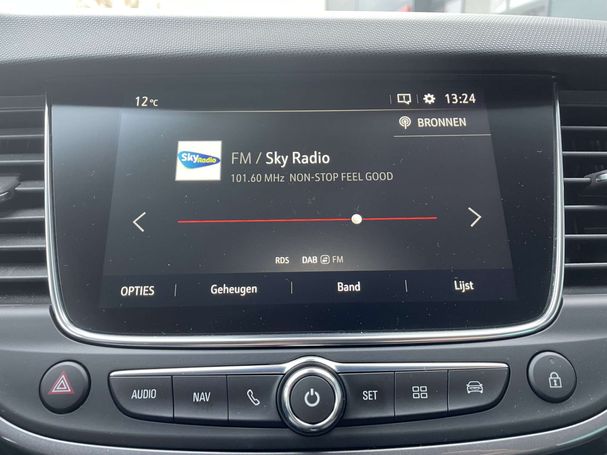 12°C 13:24
BRONNEN
Sky Radio
FM / Sky Radio
101.60 MHz NON-STOP FEEL GOOD
RDS DAB FM
OPTIES Geheugen Band Lijst
AUDIO NAV SET